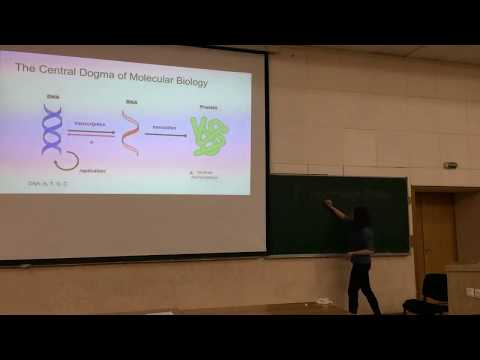 The Central Dogma of Molecular Biology
DNA
RNA
Protein
transcription
translation
replication
DNA: A, T, G, C